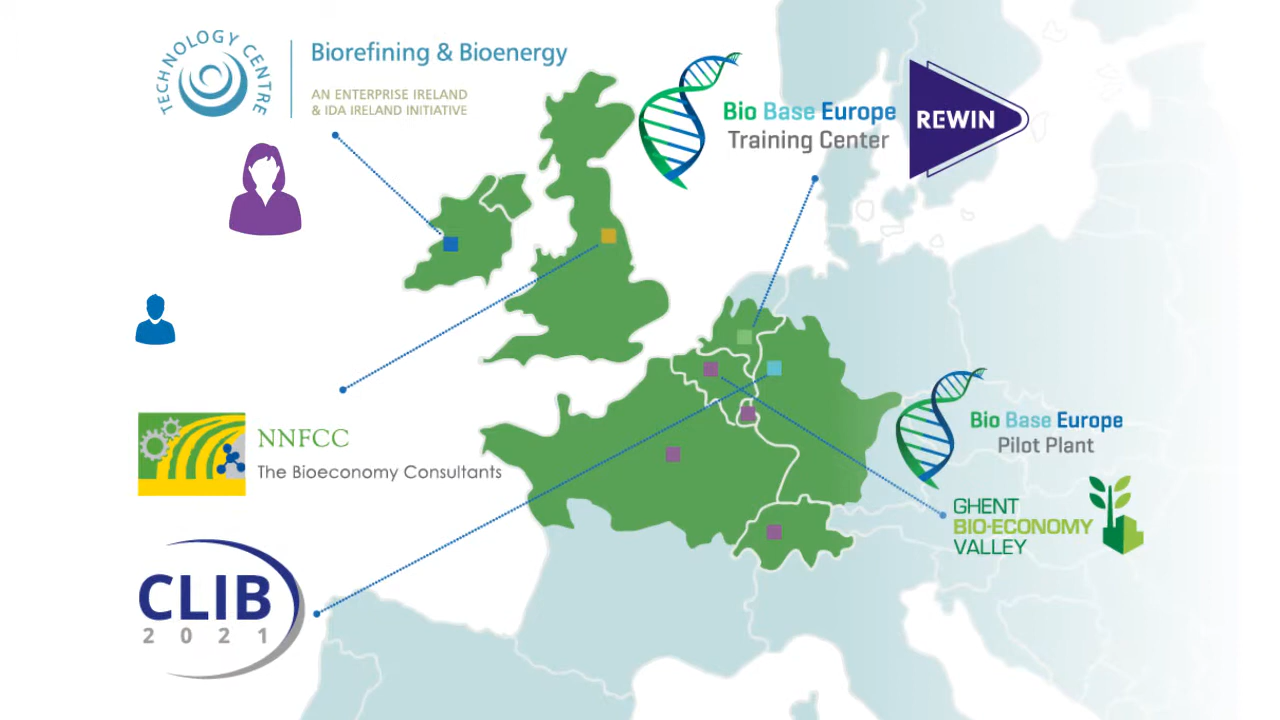 TECHNOLOGY CENTRE
Biorefining & Bioenergy
AN ENTERPRISE IRELAND
& IDA IRELAND INITIATIVE
Bio Base Europe
Training Center
REWIN
NNFCC
The Bioeconomy Consultants
Bio Base Europe
Pilot Plant
GHENT
BIO-ECONOMY
VALLEY
CLIB
2021